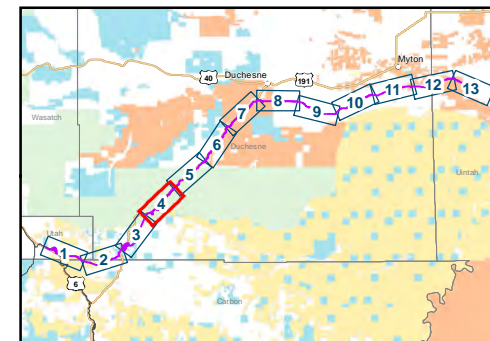 Myton
40
Duchesne
191
12
13
11
8
10
9
Wasatch
7
Duchesne
6
5
Uintah
4
Utah
3
1
2
6
Carbon